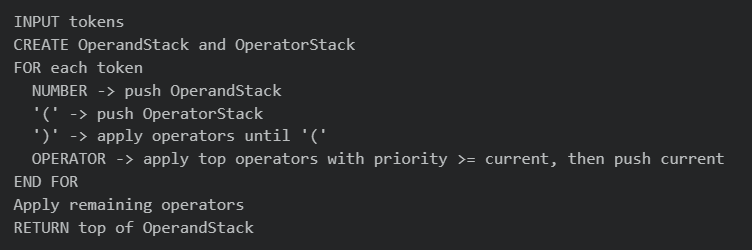 INPUT tokens
CREATE OperandStack and OperatorStack
FOR each token
  NUMBER -> push OperandStack
  '(' -> push OperatorStack
  ')' -> apply operators until '('
  OPERATOR -> apply top operators with priority >= current, then push current
END FOR
Apply remaining operators
RETURN top of OperandStack